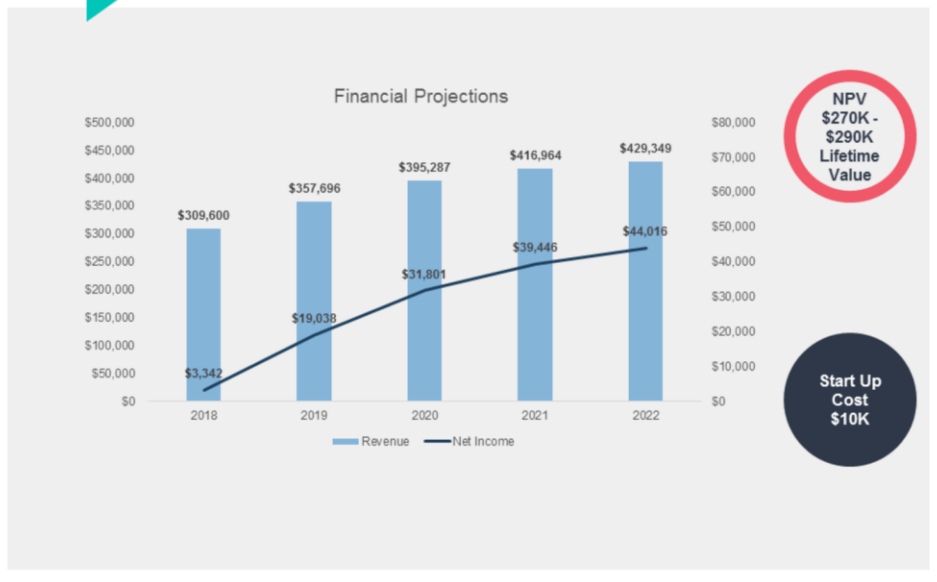 Financial Projections
$500,000
$450,000
$400,000
$350,000
$300,000
$250,000
$200,000
$150,000
$100,000
$50,000
$0
$309,600
$357,696
$395,287
$416,964
$429,349
$3,342
$19,038
$31,801
$39,446
$44,016
$80,000
$70,000
$60,000
$50,000
$40,000
$30,000
$20,000
$10,000
$0
2018 2019 2020 2021 2022
Revenue Net Income
NPV
$270K -
$290K
Lifetime
Value
Start Up
Cost
$10K